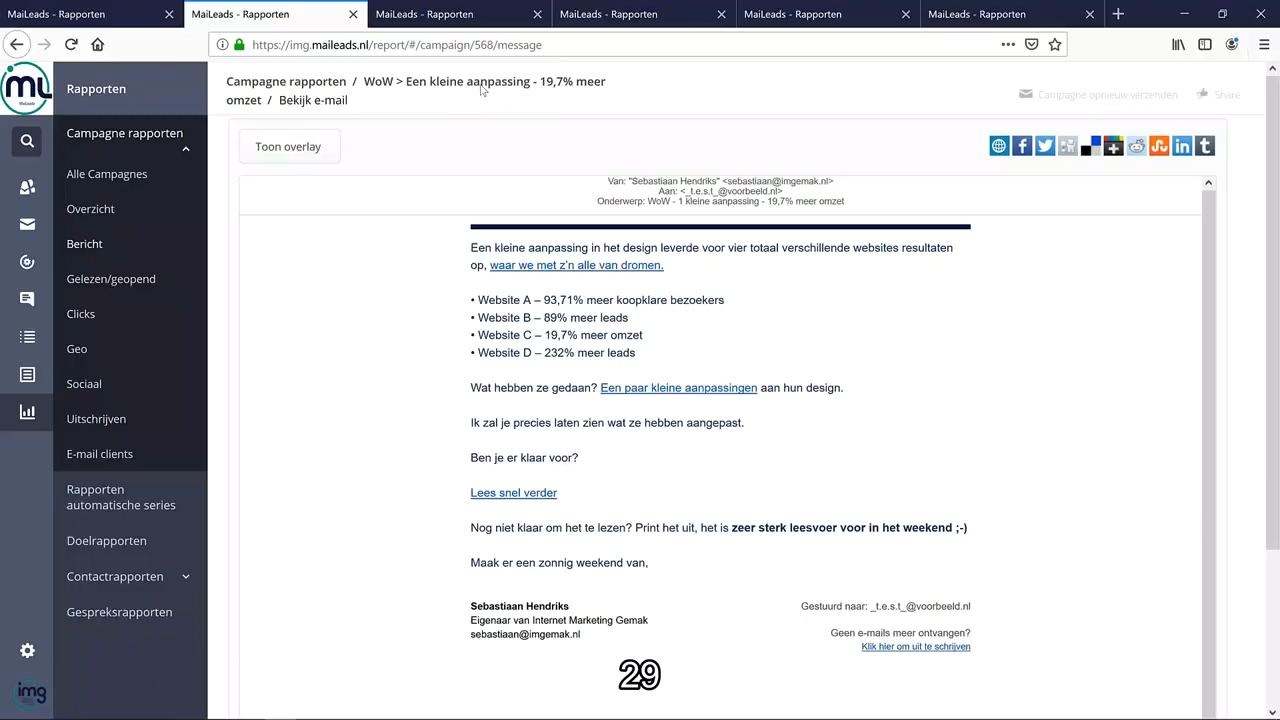 MaiLeads - Rapporten
MaiLeads - Rapporten
MaiLeads - Rapporten
MaiLeads - Rapporten
MaiLeads - Rapporten
MaiLeads - Rapporten
https://img.maileads.nl/report/#/campaign/568/message
ML
MaiLeads
Rapporten
Campagne rapporten / WoW > Een kleine aanpassing - 19,7% meer
omzet / Bekijk e-mail
Campagne opnieuw verzenden
Share
Campagne rapporten
Alle Campagnes
Overzicht
Bericht
Gelezen/geopend
Clicks
Geo
Sociaal
Uitschrijven
E-mail clients
Rapporten
automatische series
Doelrapporten
Contactrapporten
Gespreksrapporten
img
Toon overlay
Van: "Sebastiaan Hendriks" <sebastiaan@imgemak.nl>
Aan: <_t.e.s.t_@voorbeeld.nl>
Onderwerp: WoW - 1 kleine aanpassing - 19,7% meer omzet
Een kleine aanpassing in het design leverde voor vier totaal verschillende websites resultaten
op, waar we met z'n alle van dromen.
• Website A – 93,71% meer koopklare bezoekers
• Website B – 89% meer leads
• Website C – 19,7% meer omzet
• Website D – 232% meer leads
Wat hebben ze gedaan? Een paar kleine aanpassingen aan hun design.
Ik zal je precies laten zien wat ze hebben aangepast.
Ben je er klaar voor?
Lees snel verder
Nog niet klaar om het te lezen? Print het uit, het is zeer sterk leesvoer voor in het weekend ;-)
Maak er een zonnig weekend van,
Sebastiaan Hendriks
Eigenaar van Internet Marketing Gemak
sebastiaan@imgemak.nl
Gestuurd naar: _t.e.s.t_@voorbeeld.nl
Geen e-mails meer ontvangen?
Klik hier om uit te schrijven
29